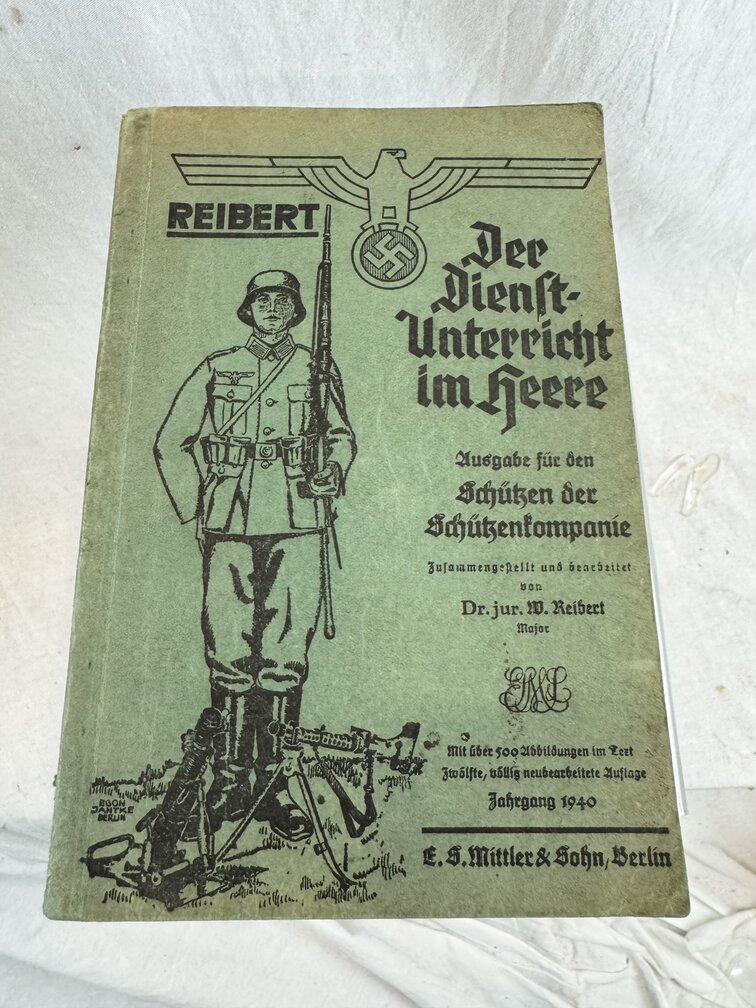 REIBERT
Der
Dienst-
Unterricht
im Heere
Ausgabe für den
Schützen der
Schützenkompanie
Zusammengestellt und bearbeitet
von
Dr. jur. W. Reibert
Major
Mit über 500 Abbildungen im Text
Zwölfte, völlig neubearbeitete Auflage
Jahrgang 1940
E. S. Mittler & Sohn, Berlin
EGON
JANTKE
BERLIN